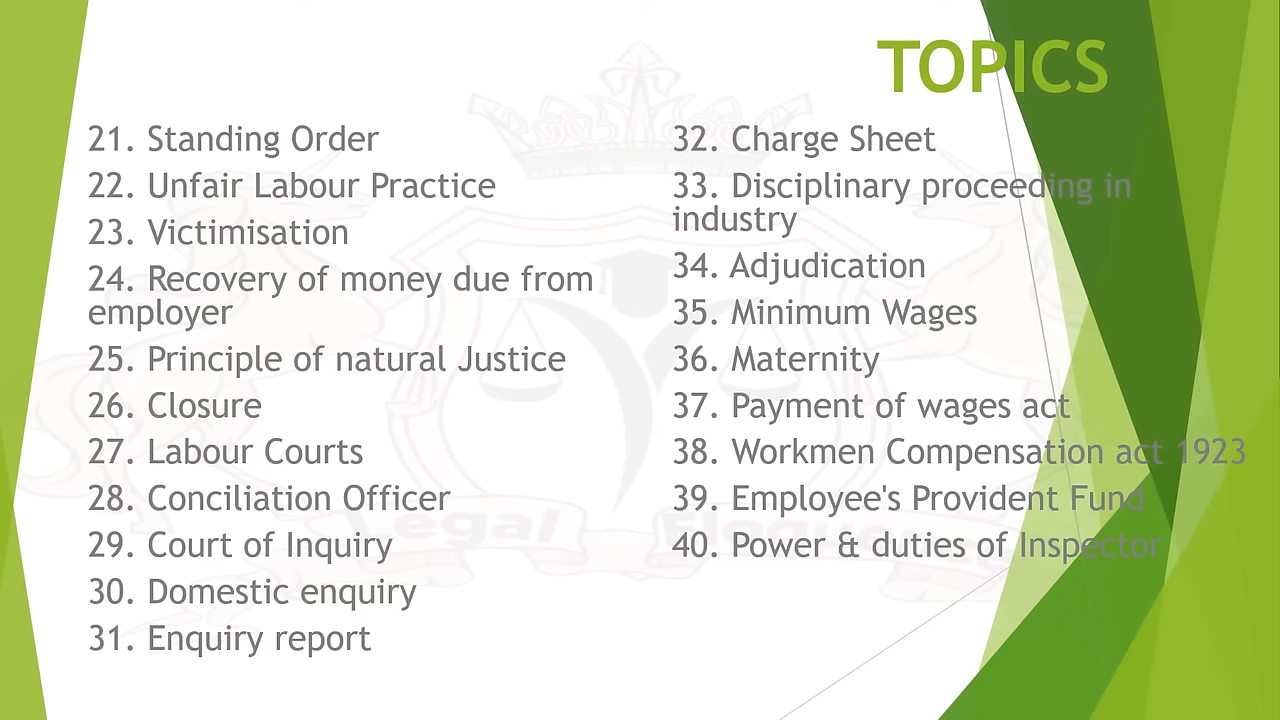 TOPICS
21. Standing Order
22. Unfair Labour Practice
23. Victimisation
24. Recovery of money due from
employer
25. Principle of natural Justice
26. Closure
27. Labour Courts
28. Conciliation Officer
29. Court of Inquiry
30. Domestic enquiry
31. Enquiry report
32. Charge Sheet
33. Disciplinary proceeding in
industry
34. Adjudication
35. Minimum Wages
36. Maternity
37. Payment of wages act
38. Workmen Compensation act 1923
39. Employee's Provident Fund
40. Power & duties of Inspector
Legal